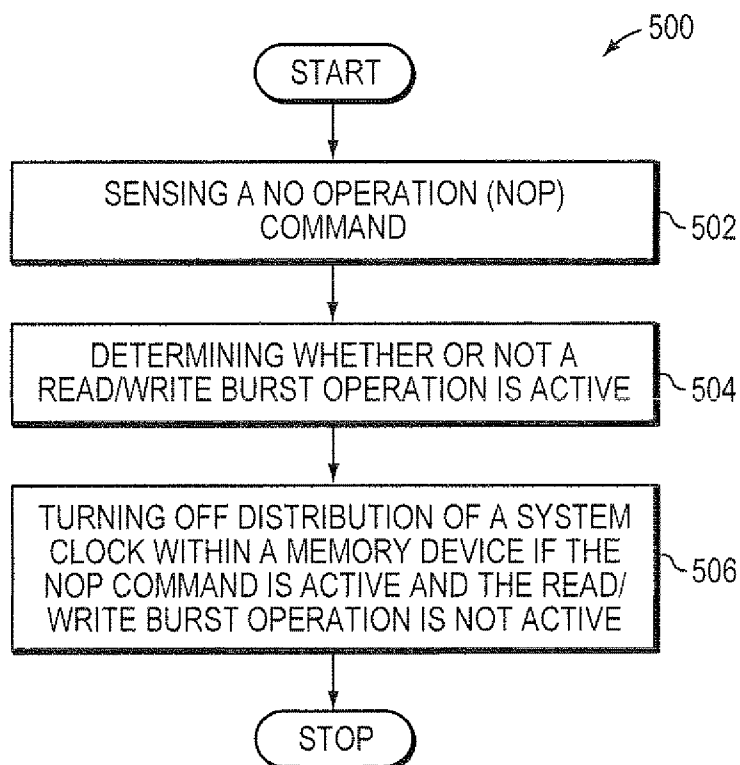 500
START
SENSING A NO OPERATION (NOP)
COMMAND
502
DETERMINING WHETHER OR NOT A
READ/WRITE BURST OPERATION IS ACTIVE
504
TURNING OFF DISTRIBUTION OF A SYSTEM
CLOCK WITHIN A MEMORY DEVICE IF THE
NOP COMMAND IS ACTIVE AND THE READ/
WRITE BURST OPERATION IS NOT ACTIVE
506
STOP